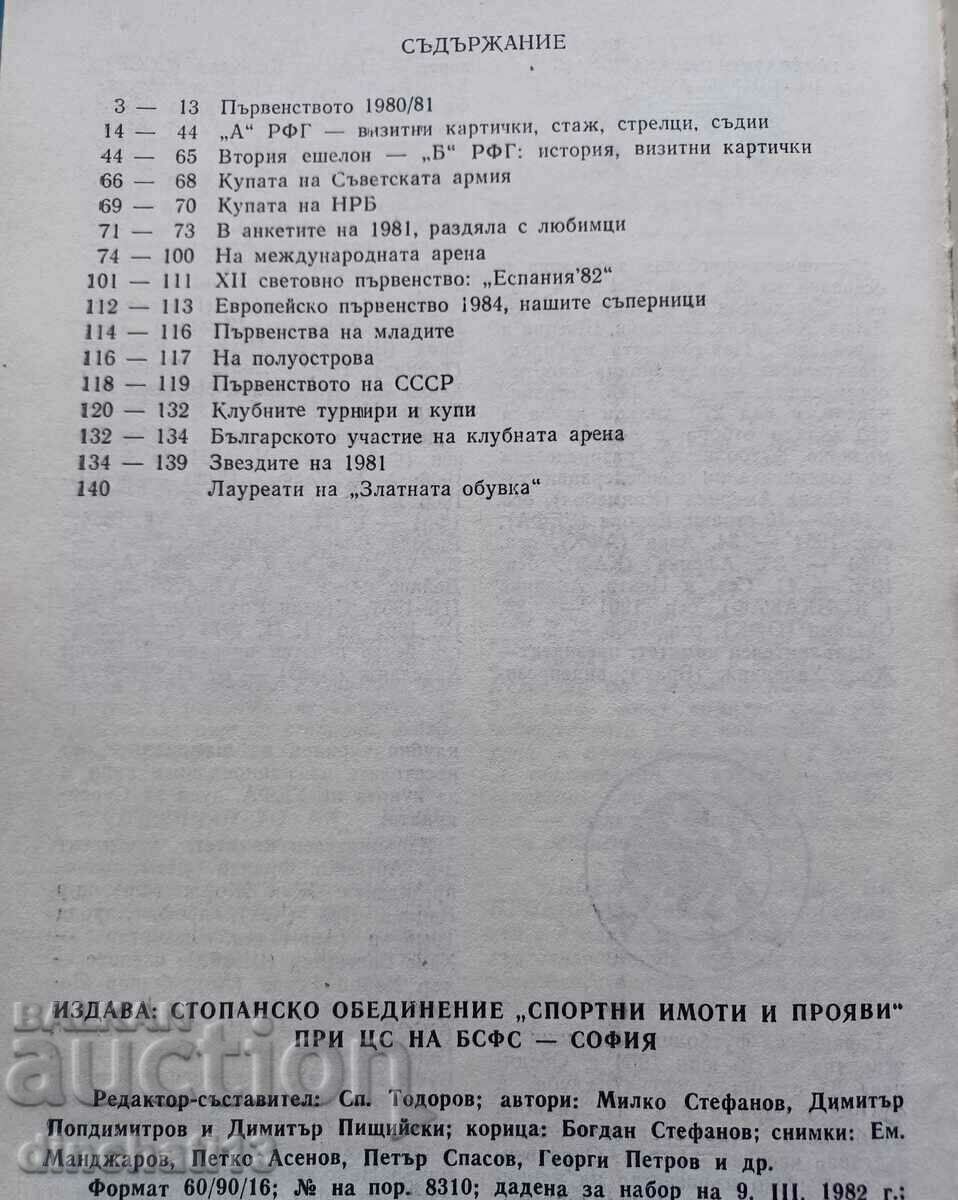 СЪДЪРЖАНИЕ
3 — 13 Първенството 1980/81
14 — 44 „А“ РФГ — визитни картички, стаж, стрелци, съдии
44 — 65 Втория ешелон — „Б“ РФГ: история, визитни картички
66 — 68 Купата на Съветската армия
69 — 70 Купата на НРБ
71 — 73 В анкетите на 1981, раздяла с любимци
74 — 100 На международната арена
101 — 111 XII световно първенство: „Еспания'82“
112 — 113 Европейско първенство 1984, нашите съперници
114 — 116 Първенства на младите
116 — 117 На полуострова
118 — 119 Първенството на СССР
120 — 132 Клубните турнири и купи
132 — 134 Българското участие на клубната арена
134 — 139 Звездите на 1981
140 Лауреати на „Златната обувка“
ИЗДАВА: СТОПАНСКО ОБЕДИНЕНИЕ „СПОРТНИ ИМОТИ И ПРОЯВИ“
ПРИ ЦС НА БСФС — СОФИЯ
Редактор-съставител: Сп. Тодоров; автори: Милко Стефанов, Димитър
Попдимитров и Димитър Пищийски; корица: Богдан Стефанов; снимки: Ем.
Манджаров, Петко Асенов, Петър Спасов, Георги Петров и др.
Формат 60/90/16; № на пор. 8310; дадена за набор на 9. III. 1982 г.;
auction